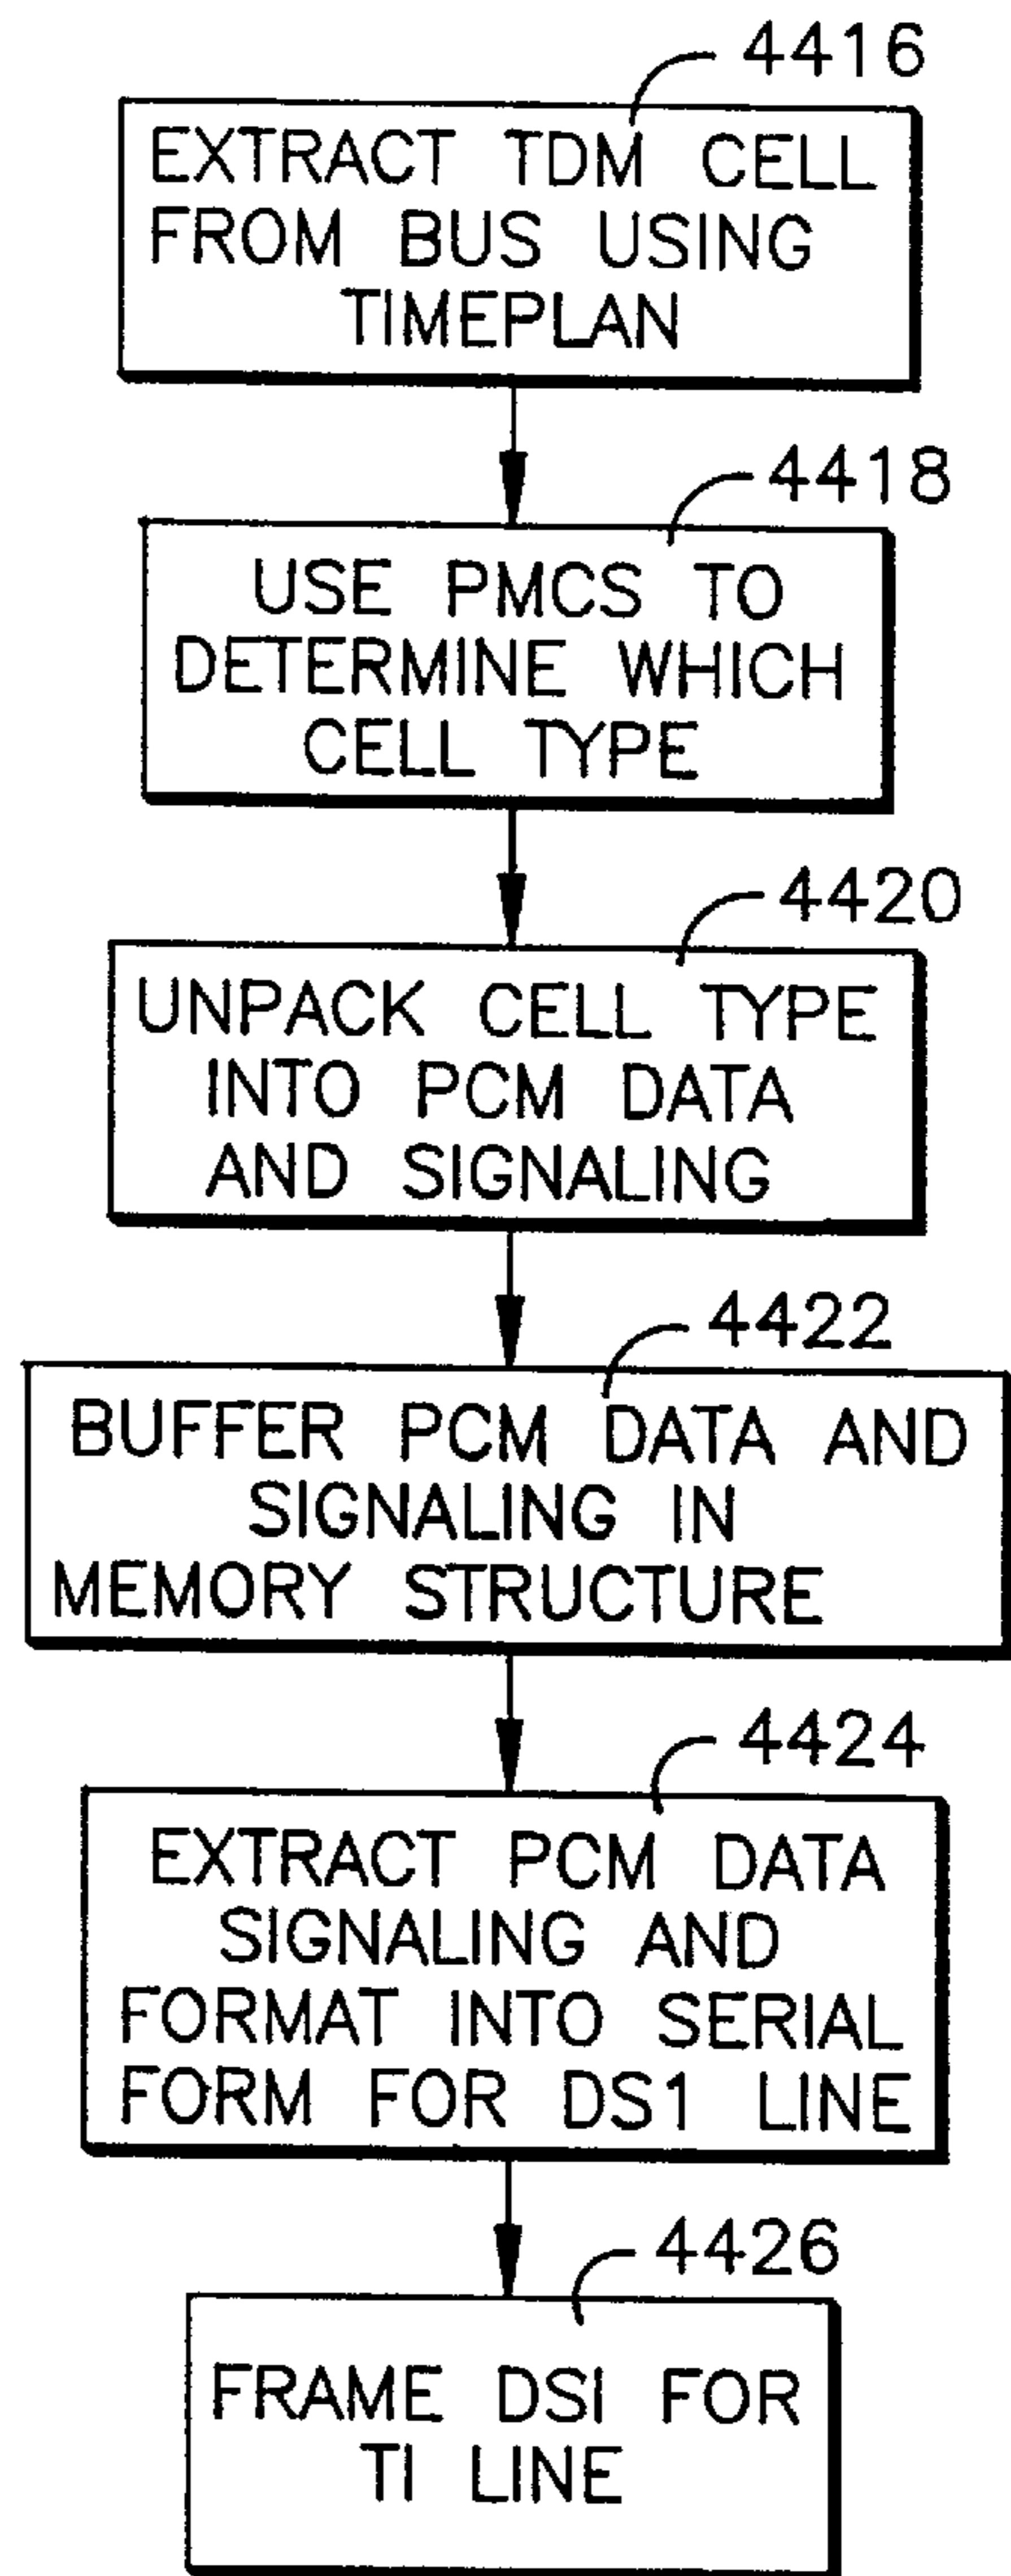 4416
EXTRACT TDM CELL
FROM BUS USING
TIMEPLAN
4418
USE PMCS TO
DETERMINE WHICH
CELL TYPE
4420
UNPACK CELL TYPE
INTO PCM DATA
AND SIGNALING
4422
BUFFER PCM DATA AND
SIGNALING IN
MEMORY STRUCTURE
4424
EXTRACT PCM DATA
SIGNALING AND
FORMAT INTO SERIAL
FORM FOR DS1 LINE
4426
FRAME DSI FOR
TI LINE